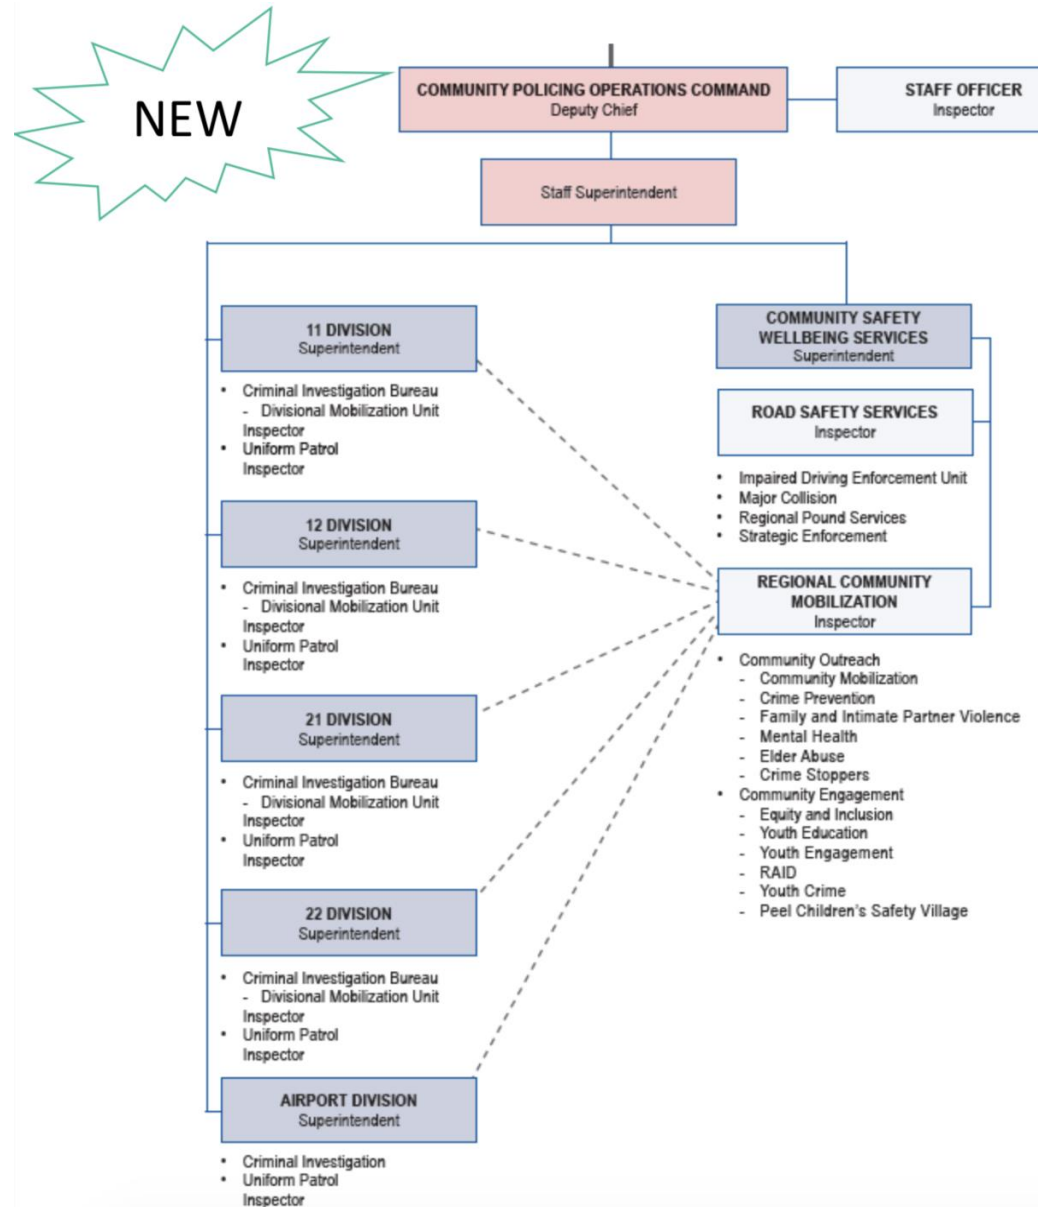 NEW
COMMUNITY POLICING OPERATIONS COMMAND
Deputy Chief
STAFF OFFICER
Inspector
Staff Superintendent
11 DIVISION
Superintendent
• Criminal Investigation Bureau
- Divisional Mobilization Unit
Inspector
• Uniform Patrol
Inspector
12 DIVISION
Superintendent
• Criminal Investigation Bureau
- Divisional Mobilization Unit
Inspector
• Uniform Patrol
Inspector
21 DIVISION
Superintendent
• Criminal Investigation Bureau
- Divisional Mobilization Unit
Inspector
• Uniform Patrol
Inspector
22 DIVISION
Superintendent
• Criminal Investigation Bureau
- Divisional Mobilization Unit
Inspector
• Uniform Patrol
Inspector
AIRPORT DIVISION
Superintendent
• Criminal Investigation
• Uniform Patrol
Inspector
COMMUNITY SAFETY
WELLBEING SERVICES
Superintendent
ROAD SAFETY SERVICES
Inspector
• Impaired Driving Enforcement Unit
• Major Collision
• Regional Pound Services
• Strategic Enforcement
REGIONAL COMMUNITY
MOBILIZATION
Inspector
• Community Outreach
- Community Mobilization
- Crime Prevention
- Family and Intimate Partner Violence
- Mental Health
- Elder Abuse
- Crime Stoppers
• Community Engagement
- Equity and Inclusion
- Youth Education
- Youth Engagement
- RAID
- Youth Crime
- Peel Children's Safety Village